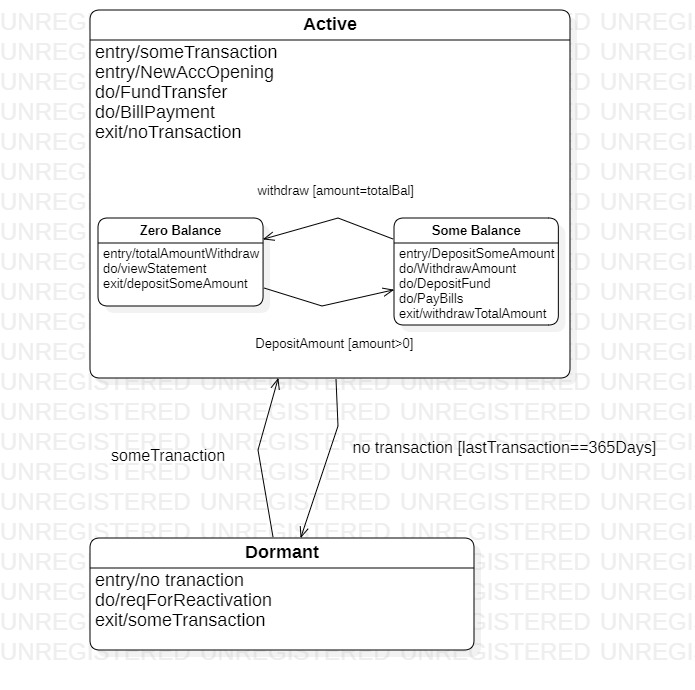 Active
entry/someTransaction
entry/NewAccOpening
do/FundTransfer
do/BillPayment
exit/noTransaction
withdraw [amount=totalBal]
Zero Balance
entry/totalAmountWithdraw
do/viewStatement
exit/depositSomeAmount
Some Balance
entry/DepositSomeAmount
do/WithdrawAmount
do/DepositFund
do/PayBills
exit/withdrawTotalAmount
DepositAmount [amount>0]
UNREGISTERED UNREGISTERED UNREGISTERED UNREGI
someTranaction
no transaction [lastTransaction==365Days]
Dormant
entry/no tranaction
do/reqForReactivation
exit/someTransaction